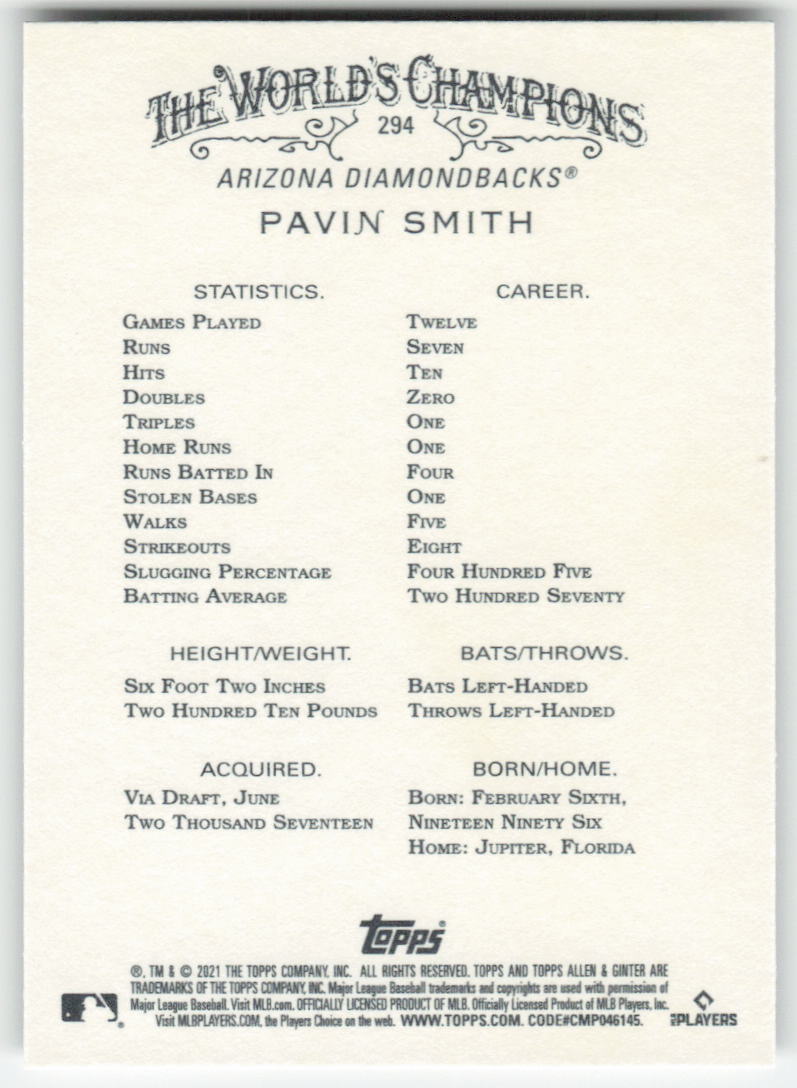 THE WORLD'S CHAMPIONS
294
ARIZONA DIAMONDBACKS®
PAVIN SMITH
STATISTICS. CAREER.
GAMES PLAYED TWELVE
RUNS SEVEN
HITS TEN
DOUBLES ZERO
TRIPLES ONE
HOME RUNS ONE
RUNS BATTED IN FOUR
STOLEN BASES ONE
WALKS FIVE
STRIKEOUTS EIGHT
SLUGGING PERCENTAGE FOUR HUNDRED FIVE
BATTING AVERAGE TWO HUNDRED SEVENTY
HEIGHT/WEIGHT.
SIX FOOT TWO INCHES
TWO HUNDRED TEN POUNDS
BATS/THROWS.
BATS LEFT-HANDED
THROWS LEFT-HANDED
ACQUIRED.
VIA DRAFT, JUNE
TWO THOUSAND SEVENTEEN
BORN/HOME.
BORN: FEBRUARY SIXTH,
NINETEEN NINETY SIX
HOME: JUPITER, FLORIDA
Topps®
®, TM & © 2021 THE TOPPS COMPANY, INC. ALL RIGHTS RESERVED. TOPPS AND TOPPS ALLEN & GINTER ARE
TRADEMARKS OF THE TOPPS COMPANY, INC. Major League Baseball trademarks and copyrights are used with permission of
Major League Baseball. Visit MLB.com. OFFICIALLY LICENSED PRODUCT OF MLB. Officially Licensed Product of MLB Players, Inc.
Visit MLBPLAYERS.COM, the Players Choice on the web. WWW.TOPPS.COM. CODE#CMP046145.
MLB PLAYERS